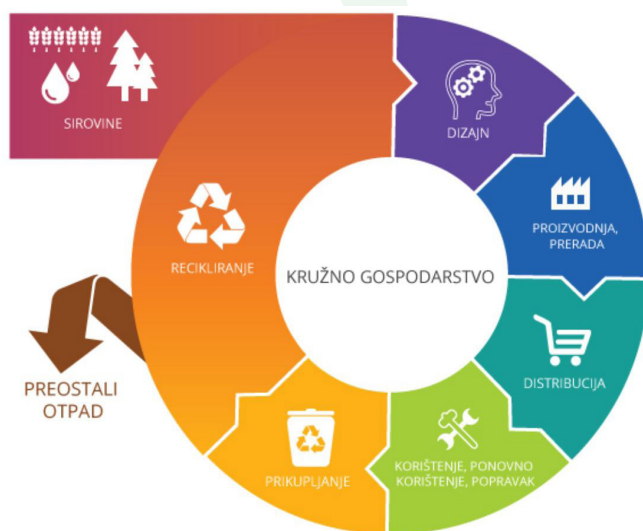 SIROVINE
DIZAJN
PROIZVODNJA,
PRERADA
RECIKLIRANJE
KRUŽNO GOSPODARSTVO
DISTRIBUCIJA
PREOSTALI
OTPAD
KORIŠTENJE, PONOVNO
KORIŠTENJE, POPRAVAK
PRIKUPLJANJE